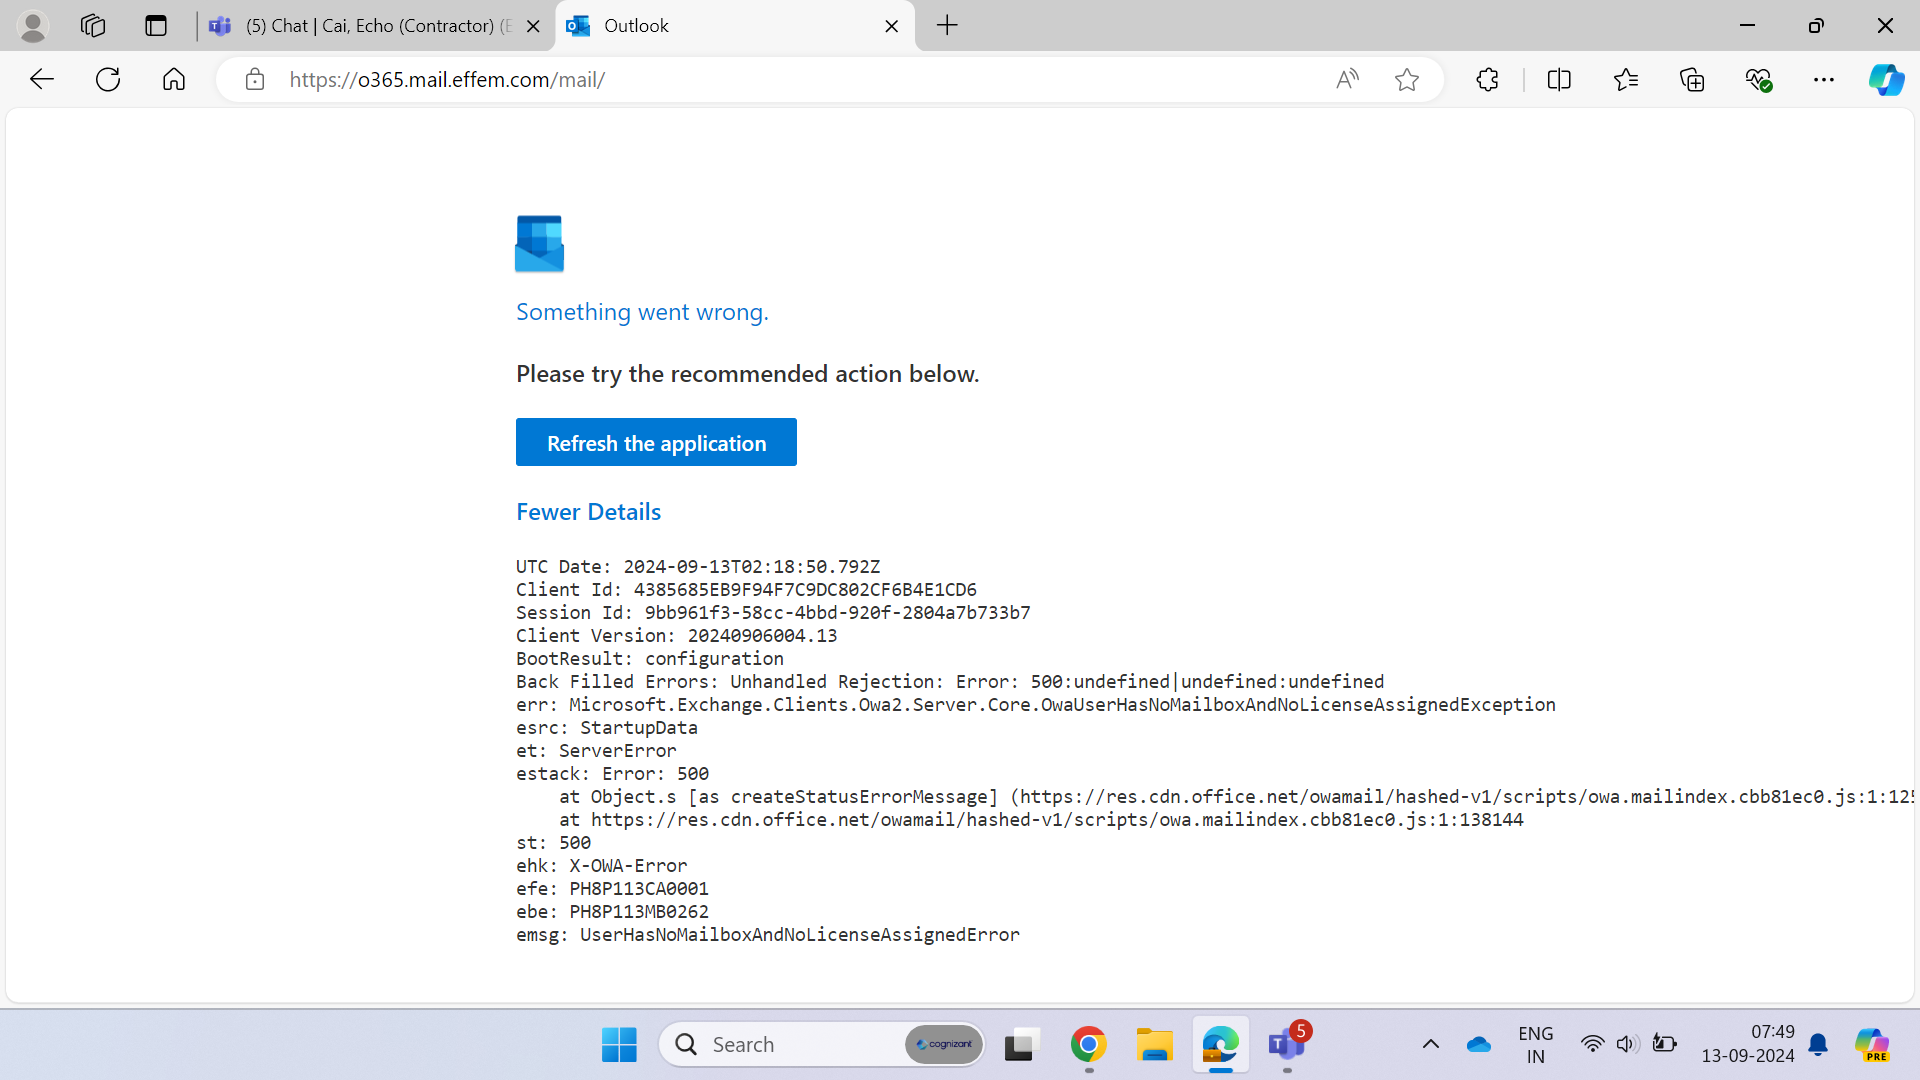 (5) Chat | Cai, Echo (Contractor) (E
Outlook
https://o365.mail.effem.com/mail/
Something went wrong.
Please try the recommended action below.
Refresh the application
Fewer Details
UTC Date: 2024-09-13T02:18:50.792Z
Client Id: 4385685EB9F94F7C9DC802CF6B4E1CD6
Session Id: 9bb961f3-58cc-4bbd-920f-2804a7b733b7
Client Version: 20240906004.13
BootResult: configuration
Back Filled Errors: Unhandled Rejection: Error: 500:undefined|undefined:undefined
err: Microsoft.Exchange.Clients.Owa2.Server.Core.OwaUserHasNoMailboxAndNoLicenseAssignedException
esrc: StartupData
et: ServerError
estack: Error: 500
    at Object.s [as createStatusErrorMessage] (https://res.cdn.office.net/owamail/hashed-v1/scripts/owa.mailindex.cbb81ec0.js:1:125
    at https://res.cdn.office.net/owamail/hashed-v1/scripts/owa.mailindex.cbb81ec0.js:1:138144
st: 500
ehk: X-OWA-Error
efe: PH8P113CA0001
ebe: PH8P113MB0262
emsg: UserHasNoMailboxAndNoLicenseAssignedError
Search
cognizant
5
ENG
IN
07:49
13-09-2024
PRE